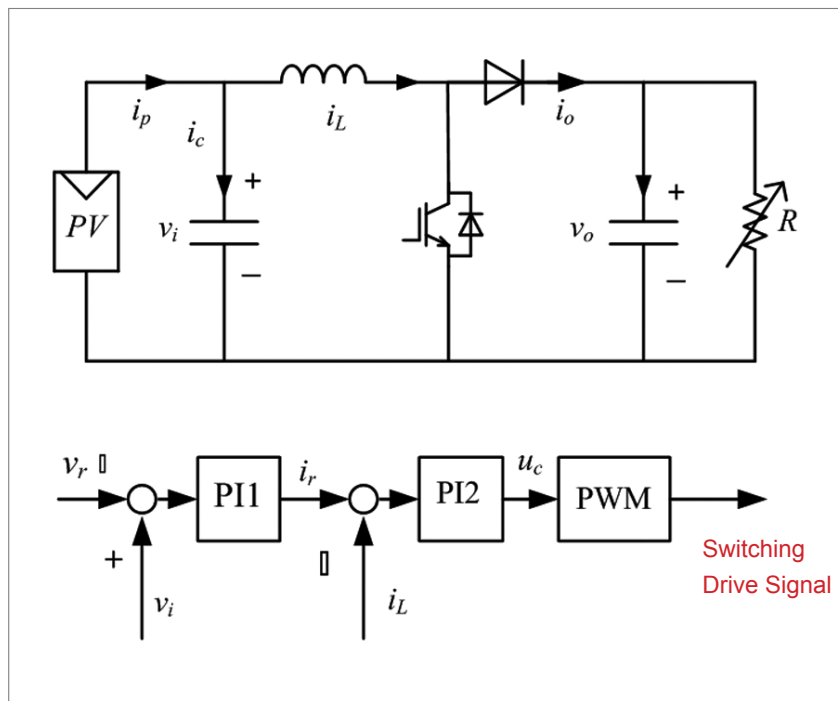 i_p
i_c
i_L
i_o
+
+
PV
v_i
v_o
R
−
−
v_r ▯
PI1
i_r
PI2
u_c
PWM
+
▯
v_i
i_L
Switching
Drive Signal